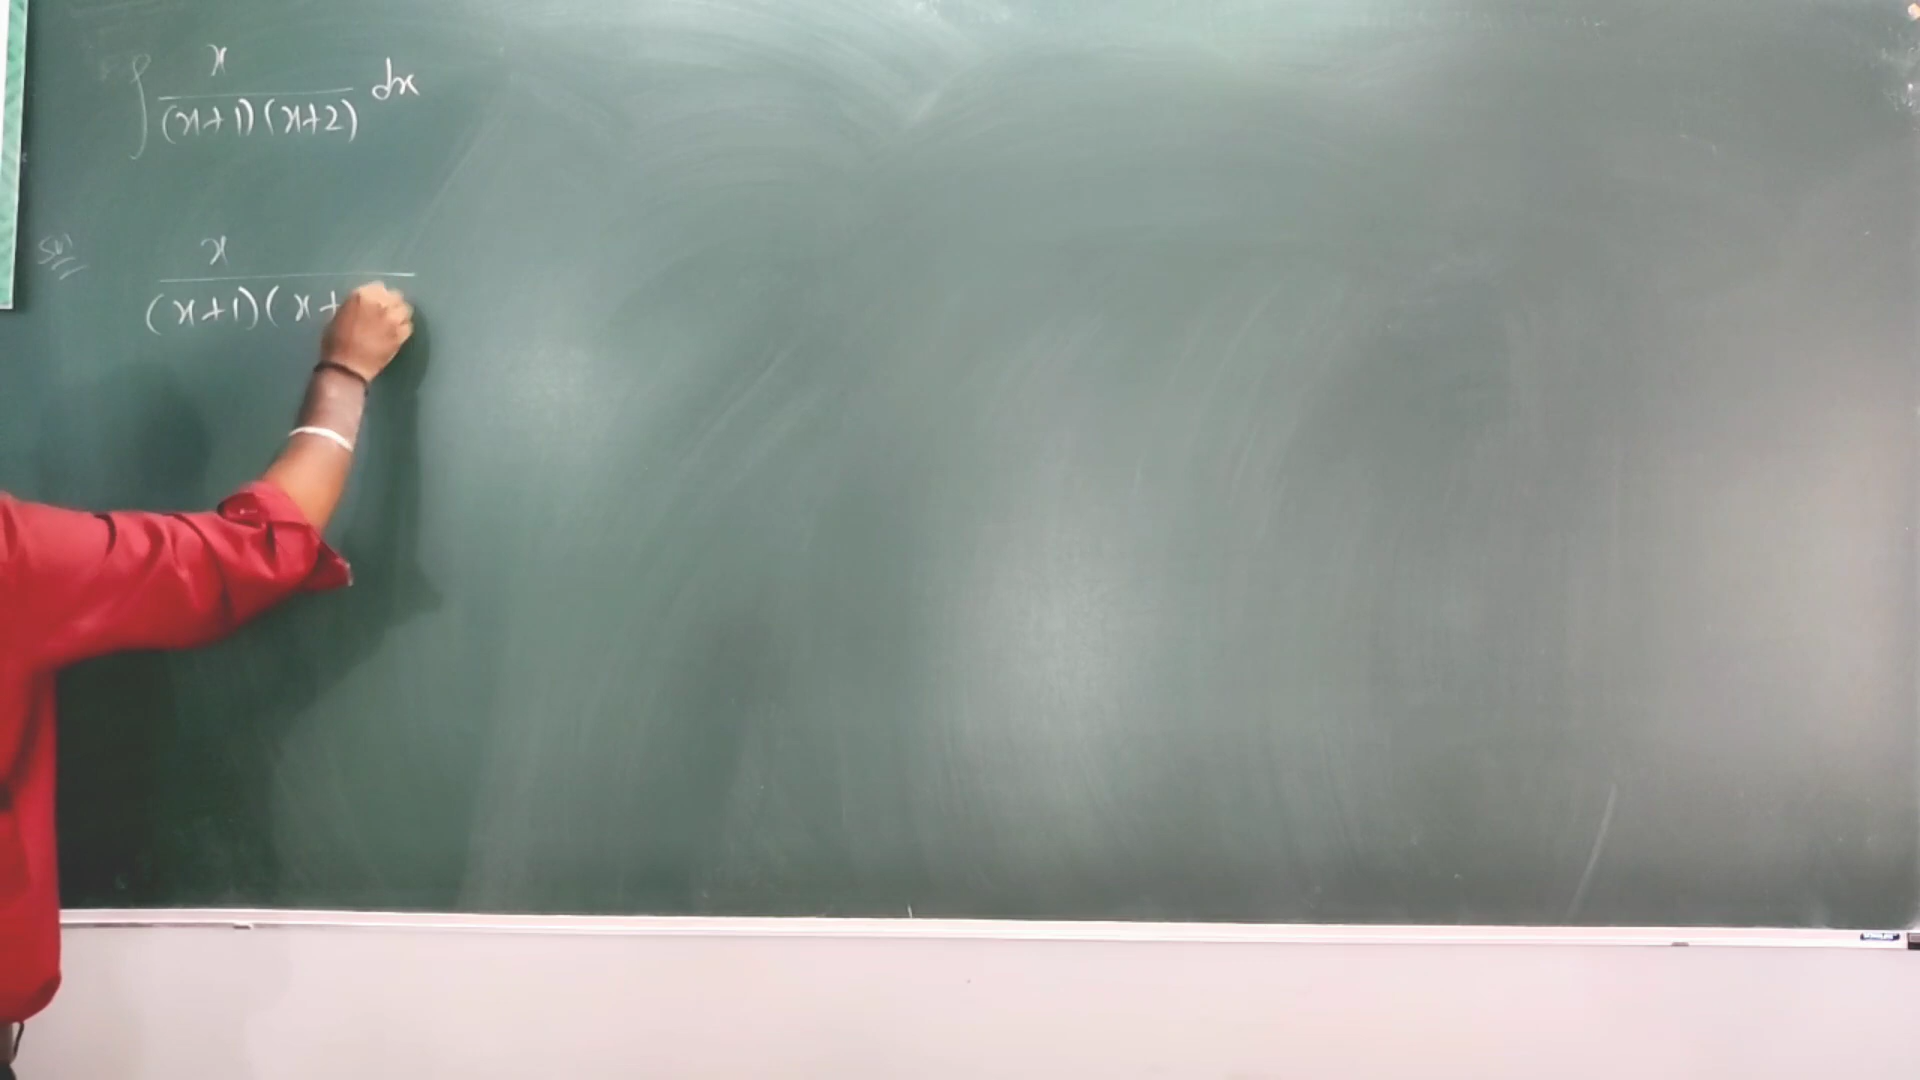 ∫ x / (x+1)(x+2) dx
Sol
x / (x+1)(x+